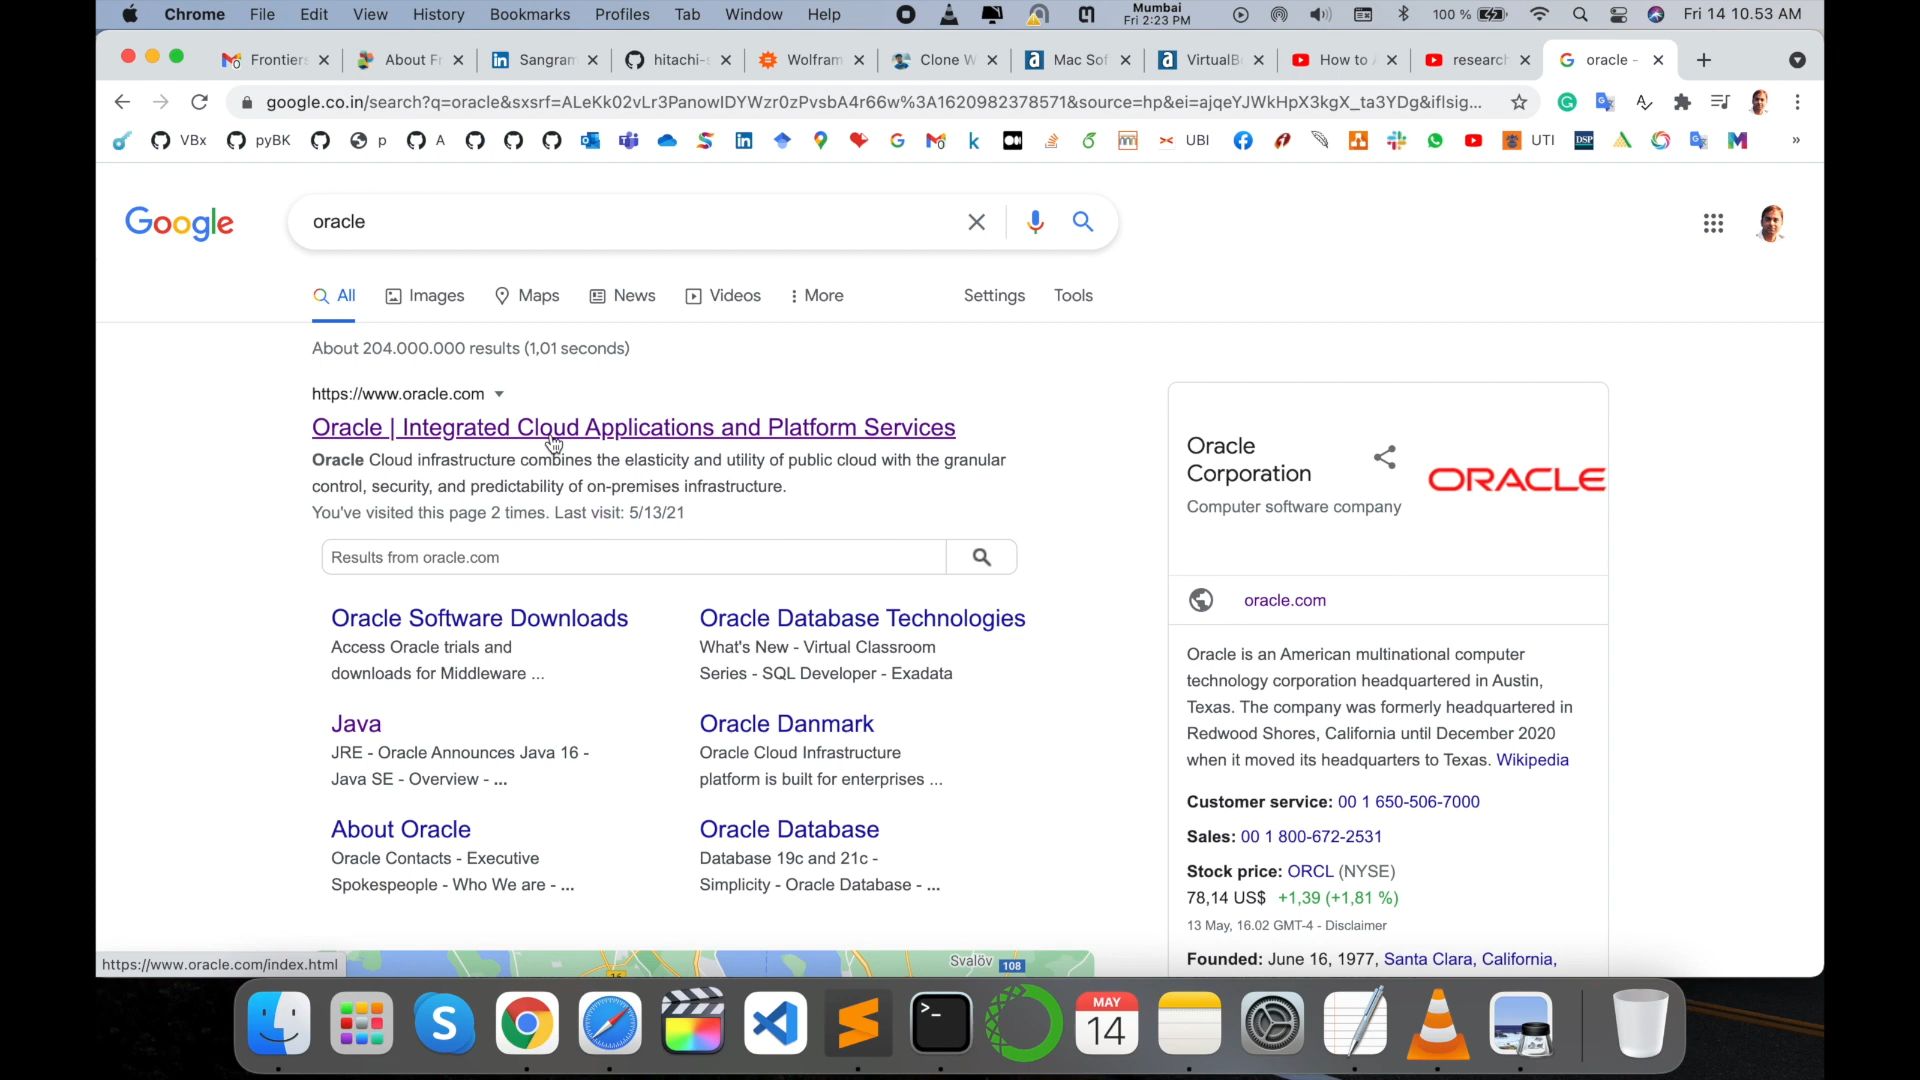 Chrome File Edit View History Bookmarks Profiles Tab Window Help
Mumbai
Fri 2:23 PM
100 %
Fri 14 10.53 AM
Frontiers
About Fr
Sangram
hitachi-s
Wolfram
Clone W
Mac Sof
VirtualB
How to
research
oracle -
google.co.in/search?q=oracle&sxsrf=ALeKk02vLr3PanowIDYWzr0zPvsbA4r66w%3A1620982378571&source=hp&ei=ajqeYJWkHpX3kgX_ta3YDg&iflsig...
VBx pyBK p A UBI UTI DSP »
Google
oracle
All Images Maps News Videos More Settings Tools
About 204.000.000 results (1,01 seconds)
https://www.oracle.com
Oracle | Integrated Cloud Applications and Platform Services
Oracle Cloud infrastructure combines the elasticity and utility of public cloud with the granular
control, security, and predictability of on-premises infrastructure.
You've visited this page 2 times. Last visit: 5/13/21
Results from oracle.com
Oracle Software Downloads
Access Oracle trials and
downloads for Middleware ...
Oracle Database Technologies
What's New - Virtual Classroom
Series - SQL Developer - Exadata
Java
JRE - Oracle Announces Java 16 -
Java SE - Overview - ...
Oracle Danmark
Oracle Cloud Infrastructure
platform is built for enterprises ...
About Oracle
Oracle Contacts - Executive
Spokespeople - Who We are - ...
Oracle Database
Database 19c and 21c -
Simplicity - Oracle Database - ...
Oracle
Corporation
Computer software company
ORACLE
oracle.com
Oracle is an American multinational computer
technology corporation headquartered in Austin,
Texas. The company was formerly headquartered in
Redwood Shores, California until December 2020
when it moved its headquarters to Texas. Wikipedia
Customer service: 00 1 650-506-7000
Sales: 00 1 800-672-2531
Stock price: ORCL (NYSE)
78,14 US$ +1,39 (+1,81 %)
13 May, 16.02 GMT-4 - Disclaimer
Founded: June 16, 1977, Santa Clara, California,
Svalöv 108
https://www.oracle.com/index.html
MAY
14